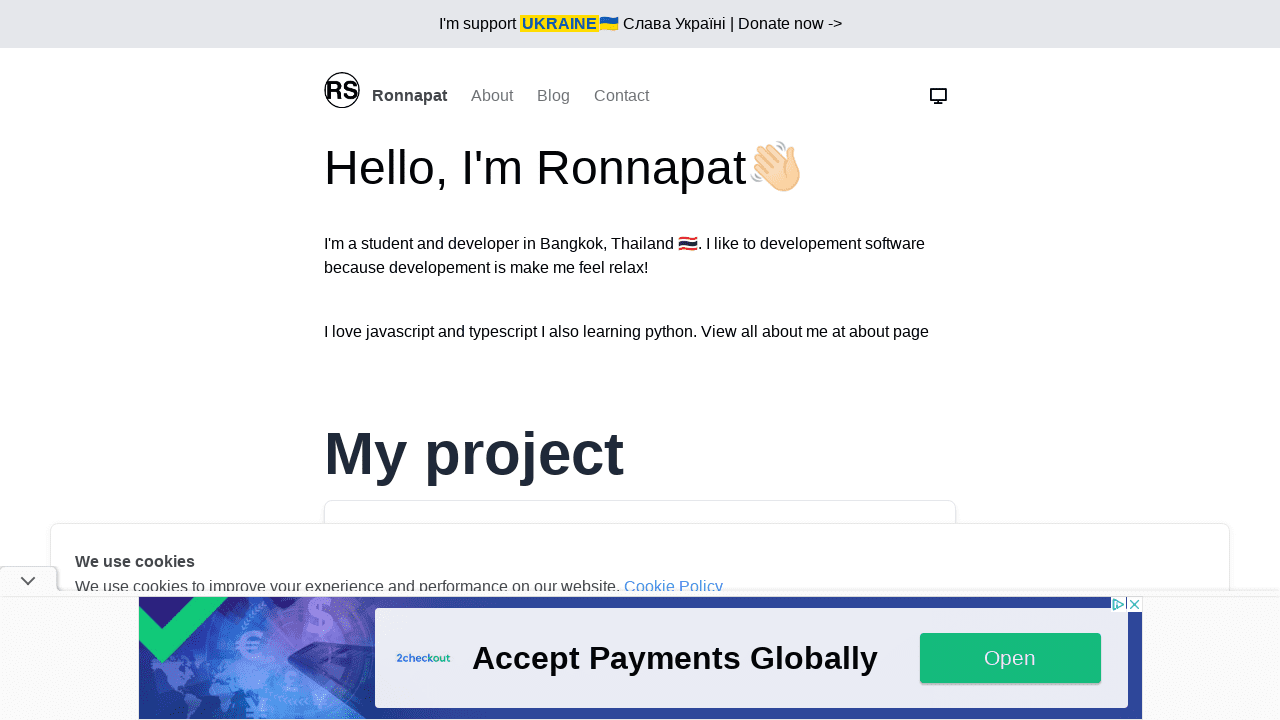 I'm support UKRAINE🇺🇦 Слава Україні | Donate now ->
RS Ronnapat About Blog Contact
Hello, I'm Ronnapat👋🏻
I'm a student and developer in Bangkok, Thailand 🇹🇭. I like to developement software
because developement is make me feel relax!
I love javascript and typescript I also learning python. View all about me at about page
My project
We use cookies
We use cookies to improve your experience and performance on our website. Cookie Policy
2checkout Accept Payments Globally Open